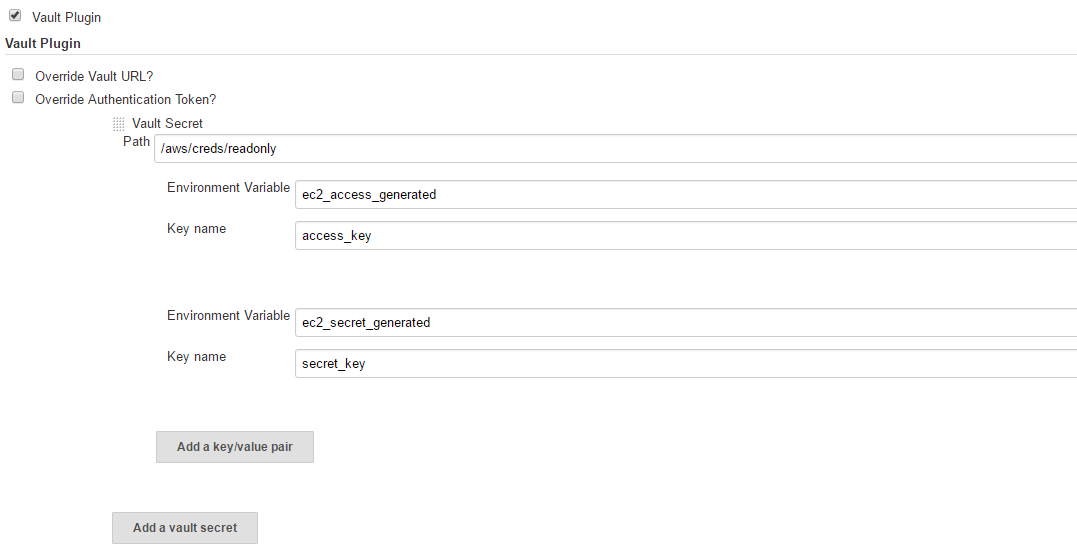 Vault Plugin
Vault Plugin
Override Vault URL?
Override Authentication Token?
Vault Secret
Path /aws/creds/readonly
Environment Variable ec2_access_generated
Key name access_key
Environment Variable ec2_secret_generated
Key name secret_key
Add a key/value pair
Add a vault secret